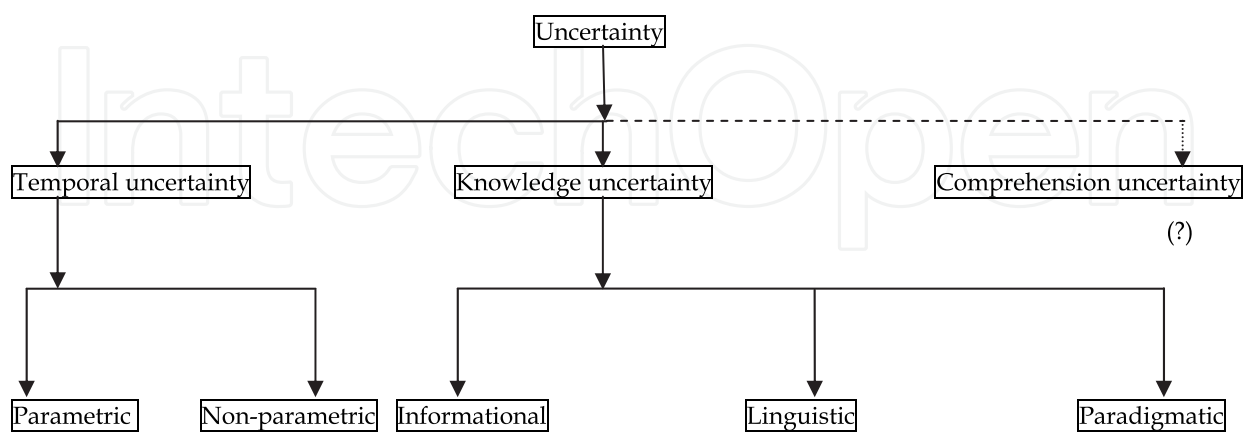 IntechOpen
Uncertainty
Temporal uncertainty
Knowledge uncertainty
Comprehension uncertainty
(?)
Parametric
Non-parametric
Informational
Linguistic
Paradigmatic